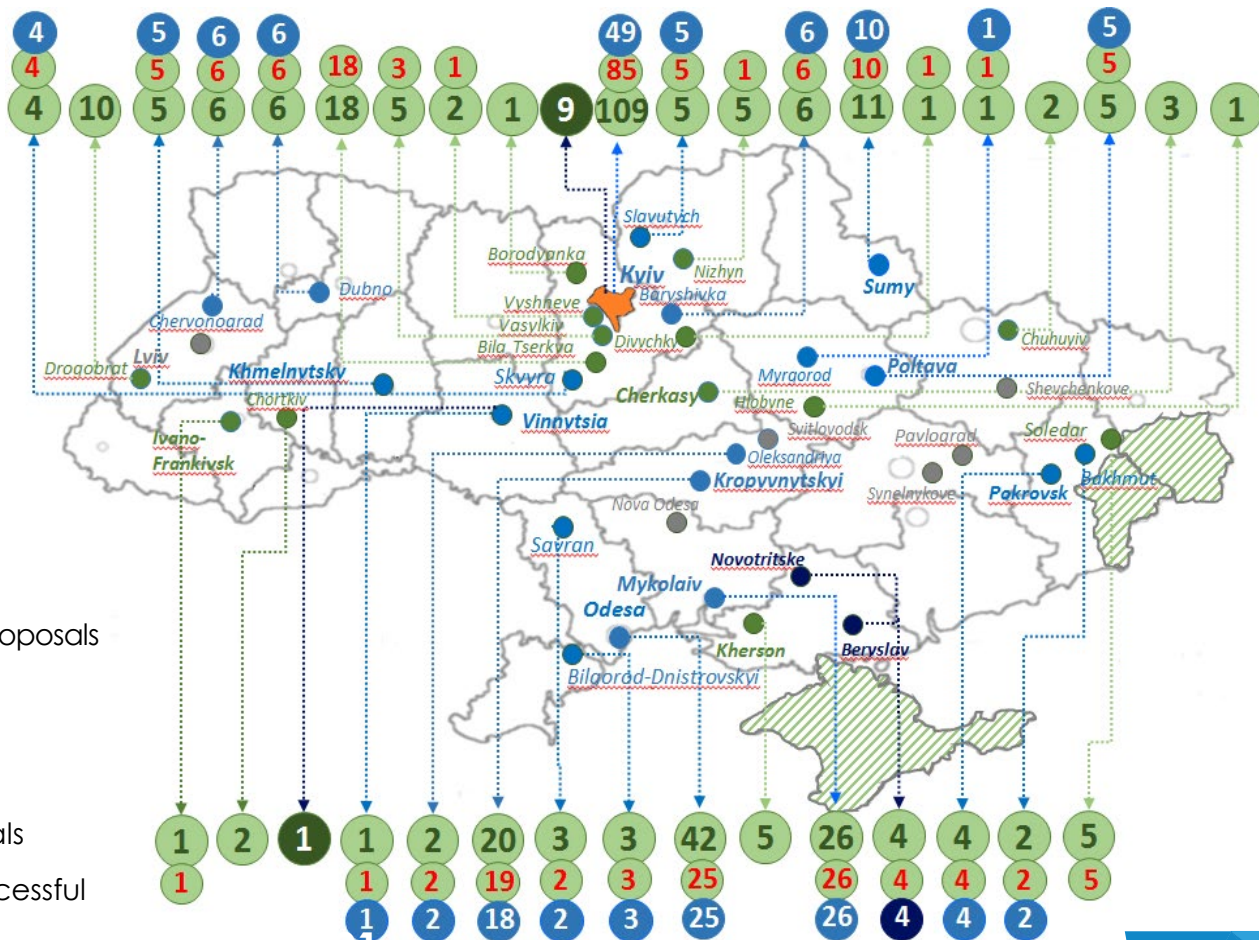 4 5 6 6 49 5 6 10 1 5
4 5 6 6 18 3 1 85 5 1 6 10 1 1 5
4 10 5 6 6 18 5 2 1 9 109 5 5 6 11 1 1 2 5 3 1
Slavutych
Borodyanka
Kyiv
Nizhyn
Dubno
Baryshivka
Sumy
Vyshneve
Chervonoarad
Vasylkiv
Divychky
Chuhuyiv
Lviv
Bila Tserkva
Drogobrat
Khmelnytsky
Skvyra
Myrgorod
Poltava
Shevchenkove
Chortkiv
Cherkasy
Hlobyne
Vinnytsia
Svitlovodsk
Pavloarad
Soledar
Ivano-
Frankivsk
Oleksandriya
Kropyvnytskyi
Synelnykove
Pokrovsk
Bakhmut
Nova Odesa
Savran
Novotritske
Mykolaiv
Odesa
Kherson
Beryslav
oposals
Bilgorod-Dnistrovskyi
als
cessful
1 2 1 1 2 20 3 3 42 5 26 4 4 2 5
1 1 2 19 2 3 25 26 4 4 2 5
1 2 18 2 3 25 26 4 4 2